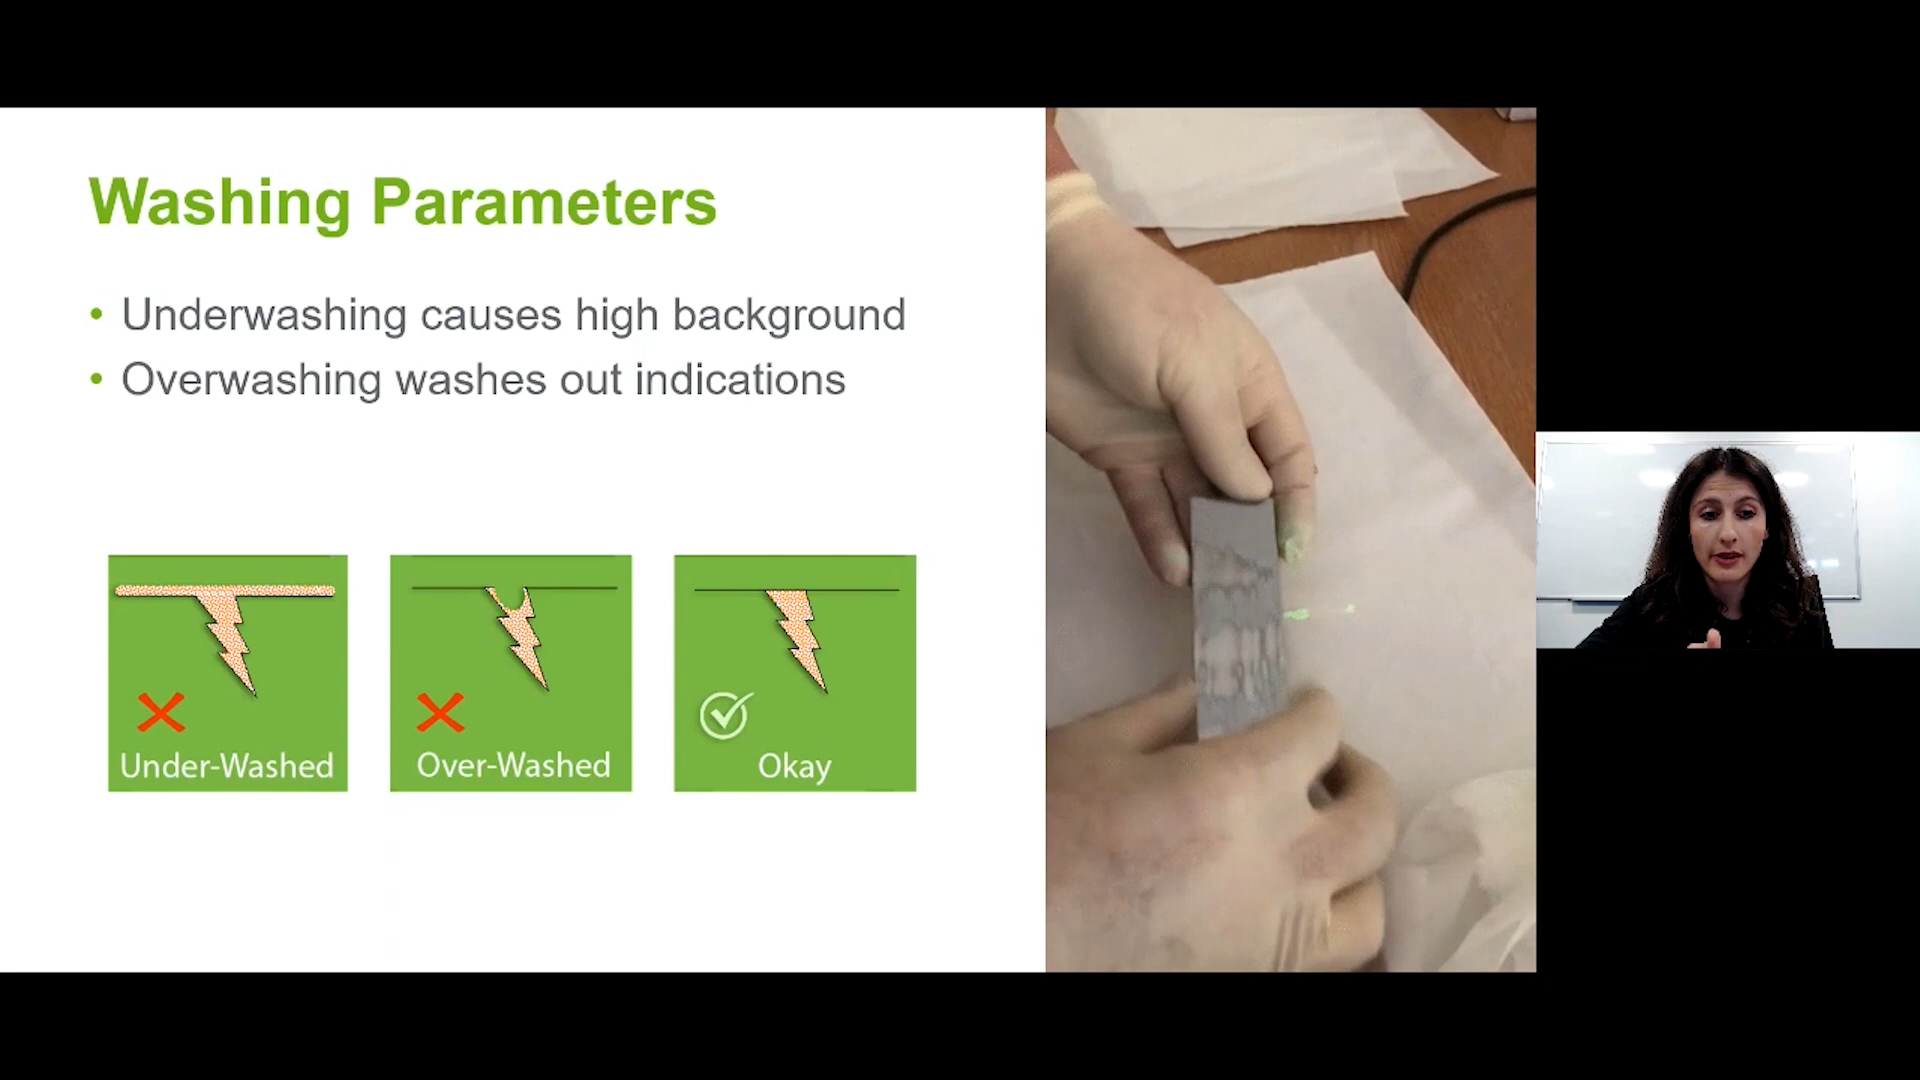 Washing Parameters
• Underwashing causes high background
• Overwashing washes out indications
Under-Washed
Over-Washed
Okay